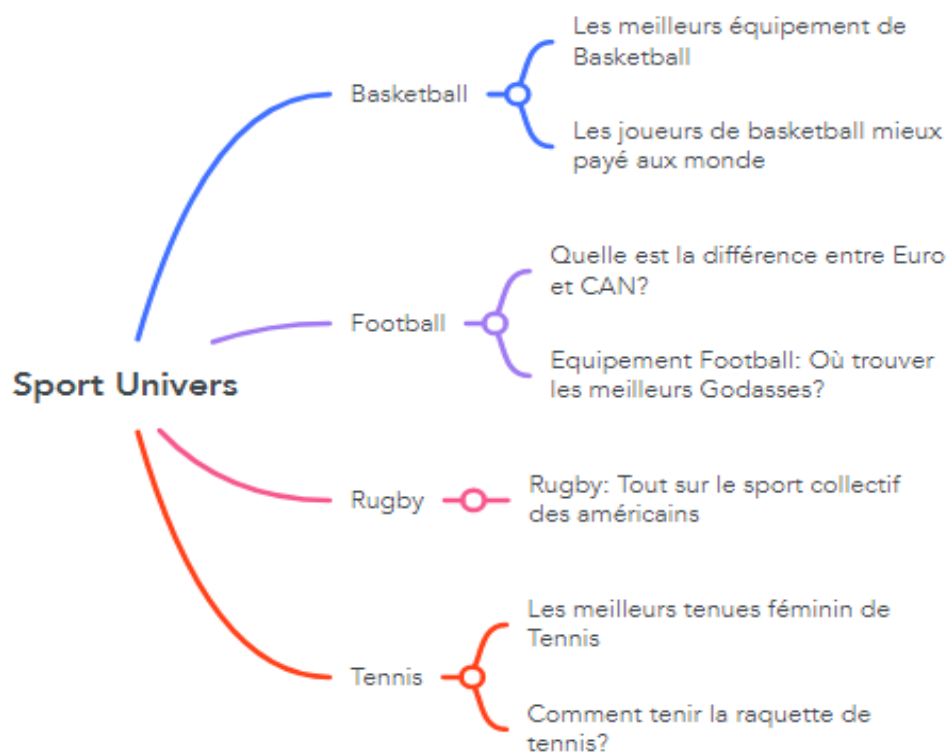 Sport Univers
Basketball
Les meilleurs équipement de
Basketball
Les joueurs de basketball mieux
payé aux monde
Football
Quelle est la différence entre Euro
et CAN?
Equipement Football: Où trouver
les meilleurs Godasses?
Rugby
Rugby: Tout sur le sport collectif
des américains
Tennis
Les meilleurs tenues féminin de
Tennis
Comment tenir la raquette de
tennis?